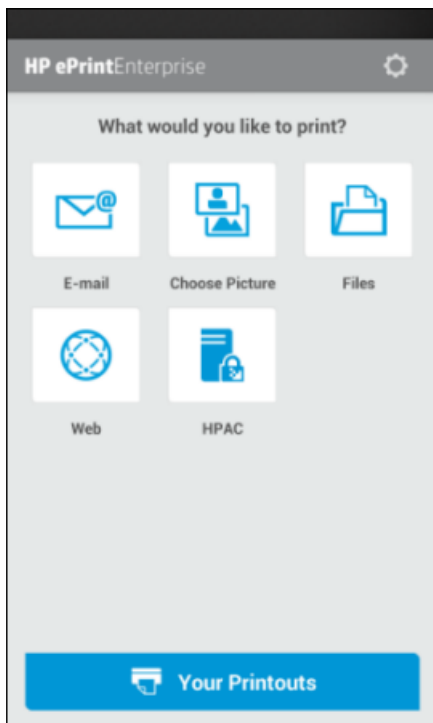 HP ePrintEnterprise
What would you like to print?
@
E-mail
Choose Picture
Files
Web
HPAC
Your Printouts